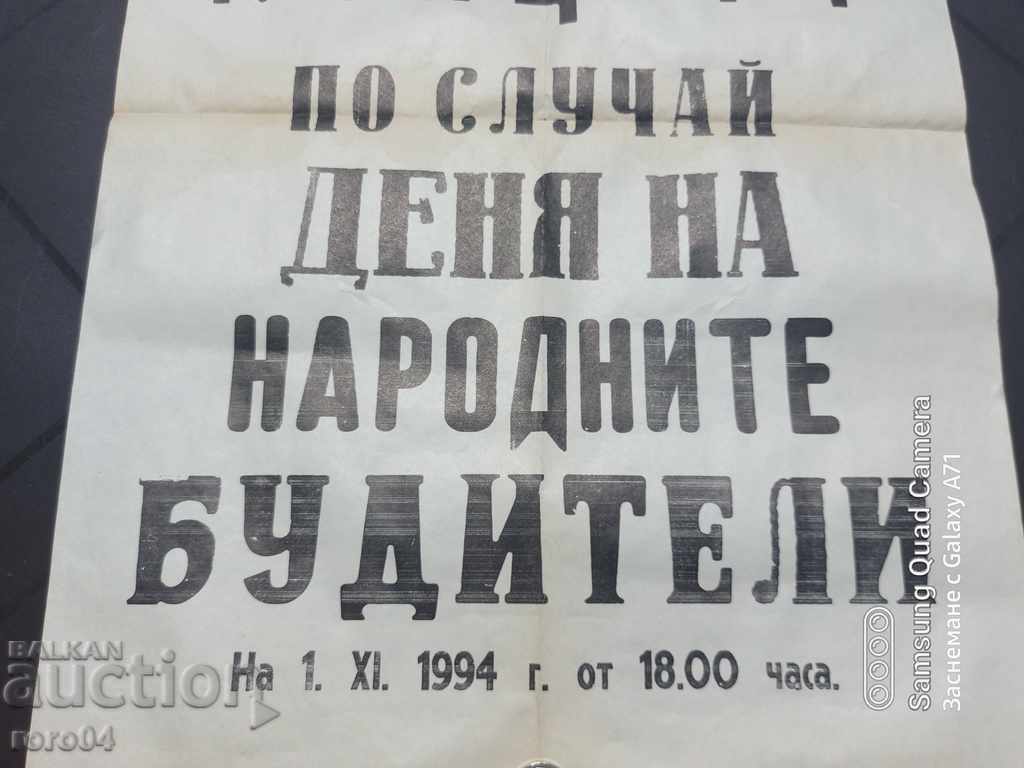 ПО СЛУЧАЙ
ДЕНЯ НА
НАРОДНИТЕ
БУДИТЕЛИ
На 1. XI. 1994 г. от 18.00 часа.
BALKAN
auction
roro04
Samsung Quad Camera
Заснемане с Galaxy A71